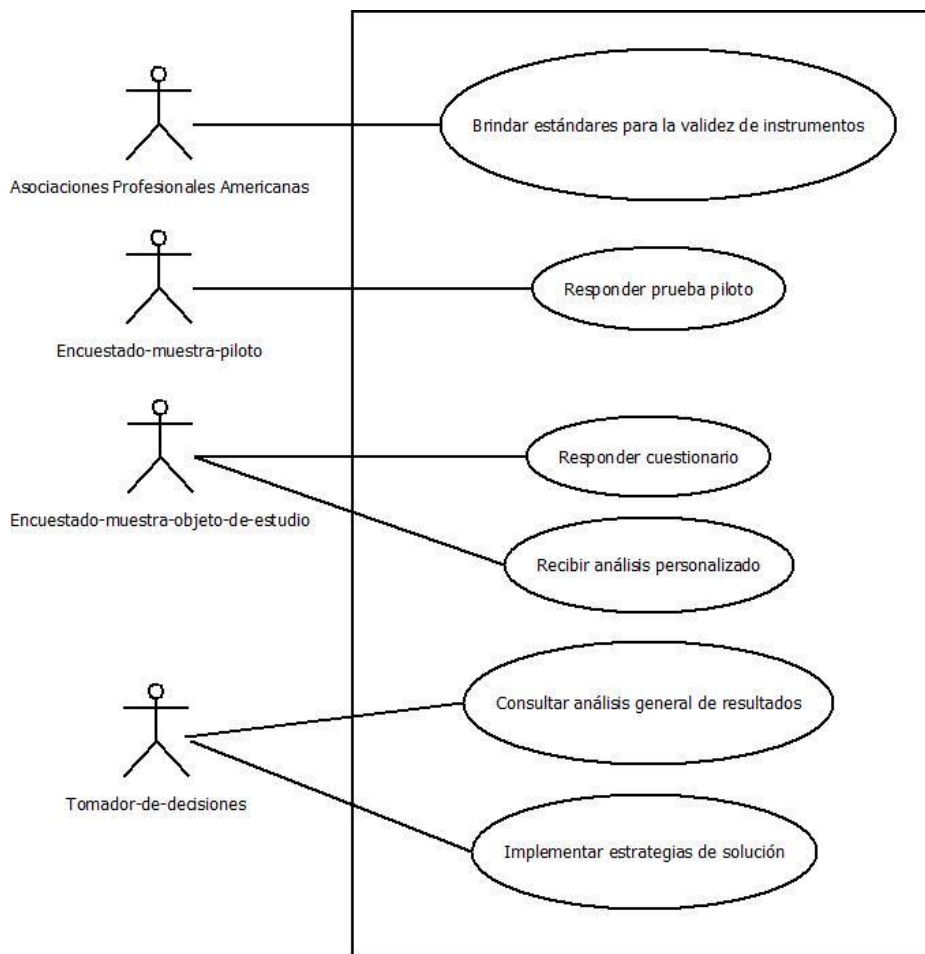 Brindar estándares para la validez de instrumentos
Asociaciones Profesionales Americanas
Responder prueba piloto
Encuestado-muestra-piloto
Responder cuestionario
Encuestado-muestra-objeto-de-estudio
Recibir análisis personalizado
Consultar análisis general de resultados
Tomador-de-decisiones
Implementar estrategias de solución